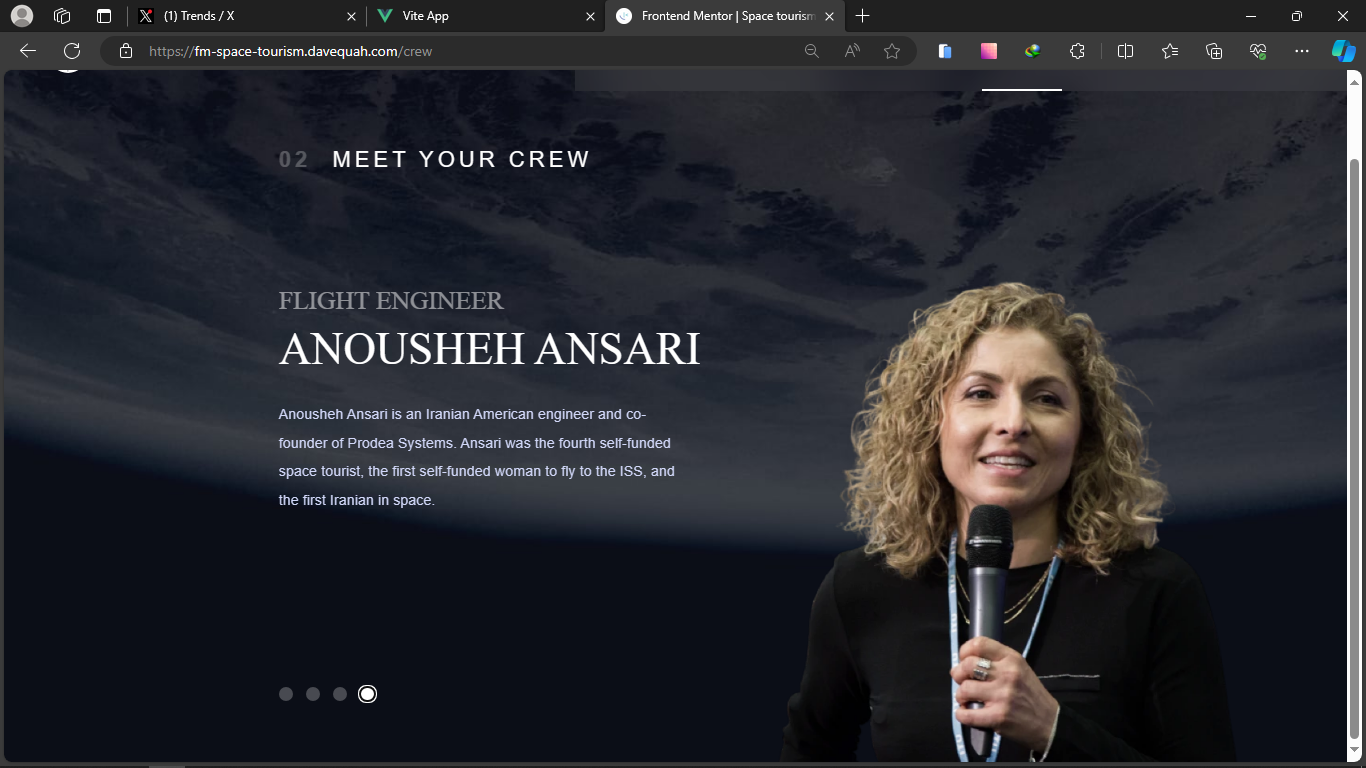 (1) Trends / X
Vite App
Frontend Mentor | Space tourism
https://fm-space-tourism.davequah.com/crew
02 MEET YOUR CREW
FLIGHT ENGINEER
ANOUSHEH ANSARI
Anousheh Ansari is an Iranian American engineer and co-
founder of Prodea Systems. Ansari was the fourth self-funded
space tourist, the first self-funded woman to fly to the ISS, and
the first Iranian in space.